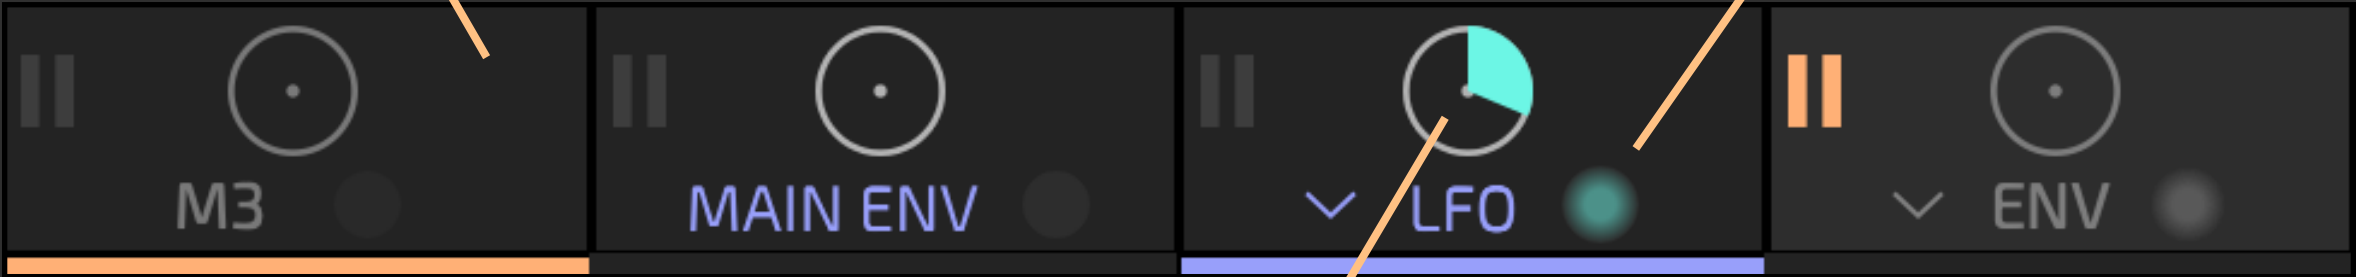 M3 MAIN ENV LFO ENV